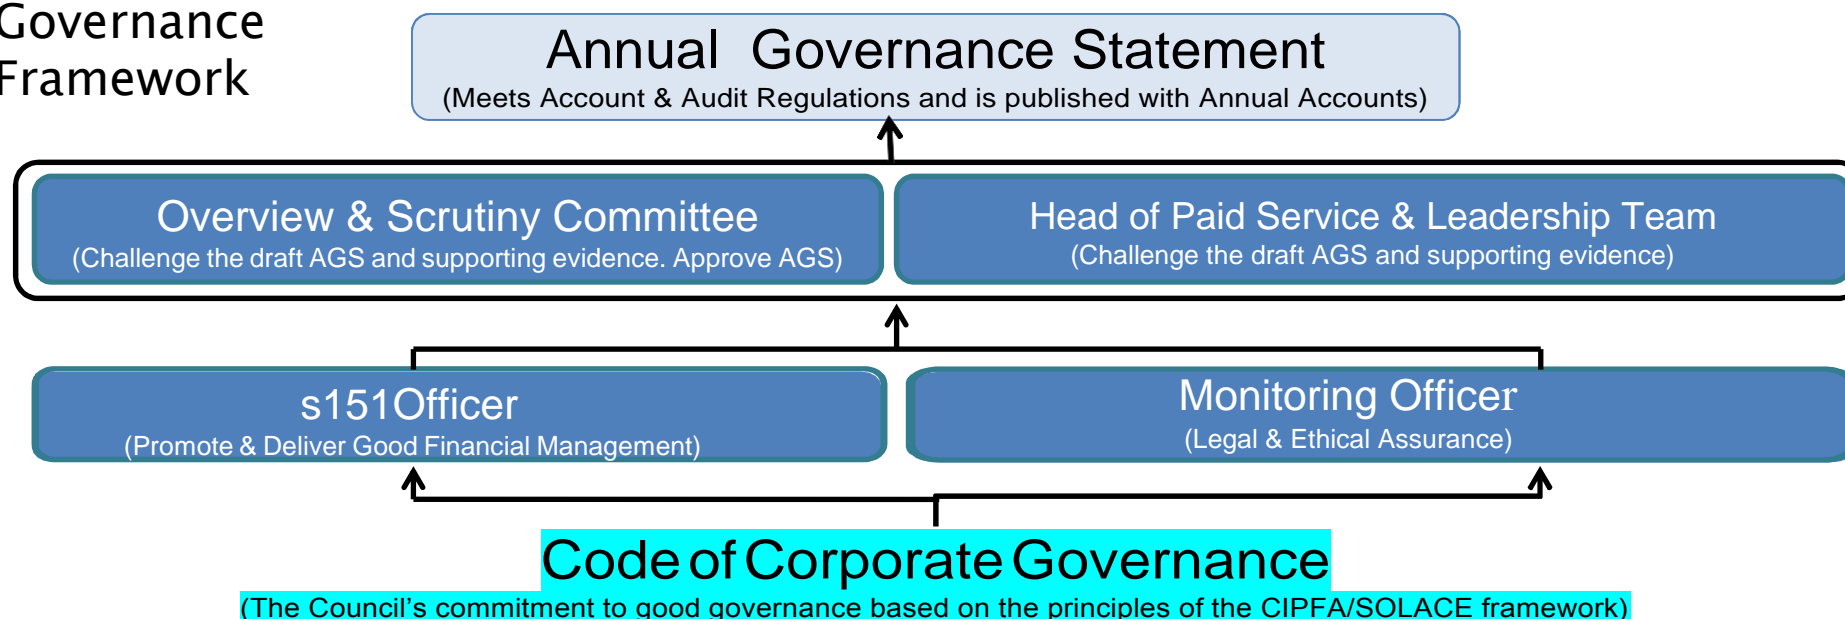 Governance
Framework
Annual Governance Statement
(Meets Account & Audit Regulations and is published with Annual Accounts)
Overview & Scrutiny Committee
(Challenge the draft AGS and supporting evidence. Approve AGS)
Head of Paid Service & Leadership Team
(Challenge the draft AGS and supporting evidence)
s151Officer
(Promote & Deliver Good Financial Management)
Monitoring Officer
(Legal & Ethical Assurance)
Code of Corporate Governance
(The Council’s commitment to good governance based on the principles of the CIPFA/SOLACE framework)